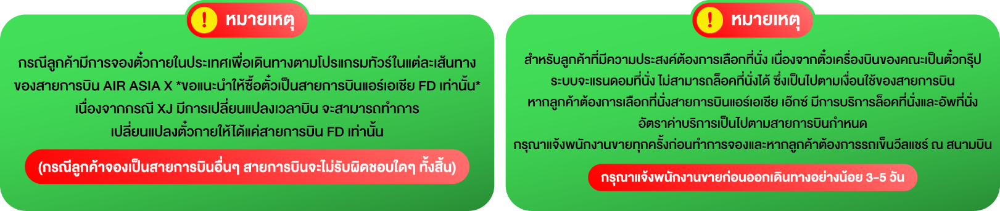 หมายเหตุ
กรณีลูกค้ามีการจองตั๋วภายในประเทศเพื่อเดินทางตามโปรแกรมทัวร์ในแต่ละเส้นทาง
ของสายการบิน AIR ASIA X *ขอแนะนำให้ซื้อตั๋วเป็นสายการบินแอร์เอเชีย FD เท่านั้น*
เนื่องจากกรณี XJ มีการเปลี่ยนแปลงเวลาบิน จะสามารถทำการ
เปลี่ยนแปลงตั๋วภายให้ได้แค่สายการบิน FD เท่านั้น
(กรณีลูกค้าจองเป็นสายการบินอื่นๆ สายการบินจะไม่รับผิดชอบใดๆ ทั้งสิ้น)
หมายเหตุ
สำหรับลูกค้าที่มีความประสงค์ต้องการเลือกที่นั่ง เนื่องจากตั๋วเครื่องบินของคณะเป็นตั๋วกรุ๊ป
ระบบจะแรนดอมที่นั่ง ไม่สามารถล็อคที่นั่งได้ ซึ่งเป็นไปตามเงื่อนใช้ของสายการบิน
หากลูกค้าต้องการเลือกที่นั่งสายการบินแอร์เอเชีย เอ๊กซ์ มีการบริการล็อคที่นั่งและอัพที่นั่ง
อัตราค่าบริการเป็นไปตามสายการบินกำหนด
กรุณาแจ้งพนักงานขายทุกครั้งก่อนทำการจองและหากลูกค้าต้องการรถเข็นวีลแชร์ ณ สนามบิน
กรุณาแจ้งพนักงานขายก่อนออกเดินทางอย่างน้อย 3-5 วัน